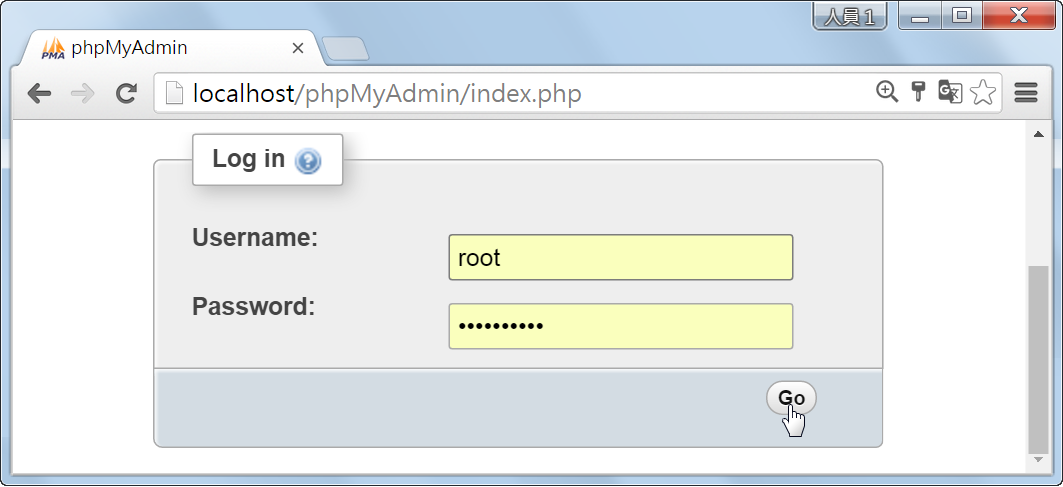 人員 1
PMA phpMyAdmin
localhost/phpMyAdmin/index.php
Log in
Username:
root
Password:
••••••••••
Go